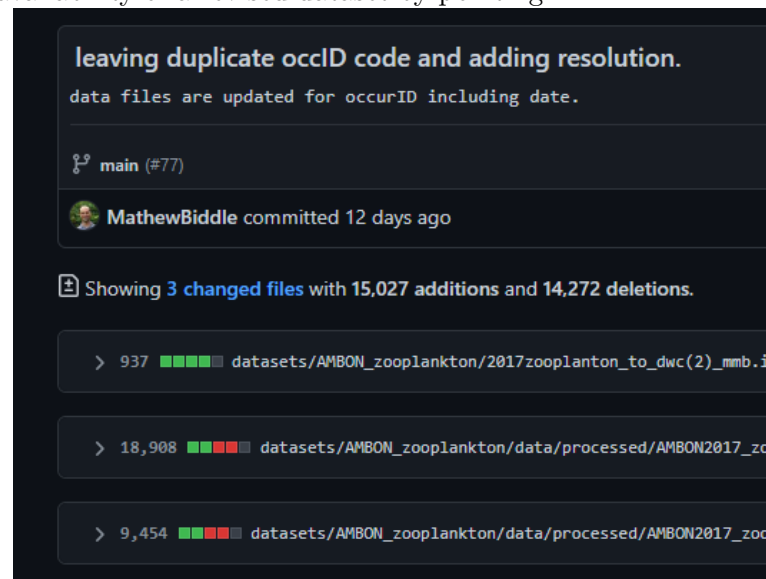 leaving duplicate occID code and adding resolution.
data files are updated for occurID including date.
main (#77)
MathewBiddle committed 12 days ago
Showing 3 changed files with 15,027 additions and 14,272 deletions.
937 datasets/AMBON_zooplankton/2017zooplanton_to_dwc(2)_mmb.i
18,908 datasets/AMBON_zooplankton/data/processed/AMBON2017_zo
9,454 datasets/AMBON_zooplankton/data/processed/AMBON2017_zoo